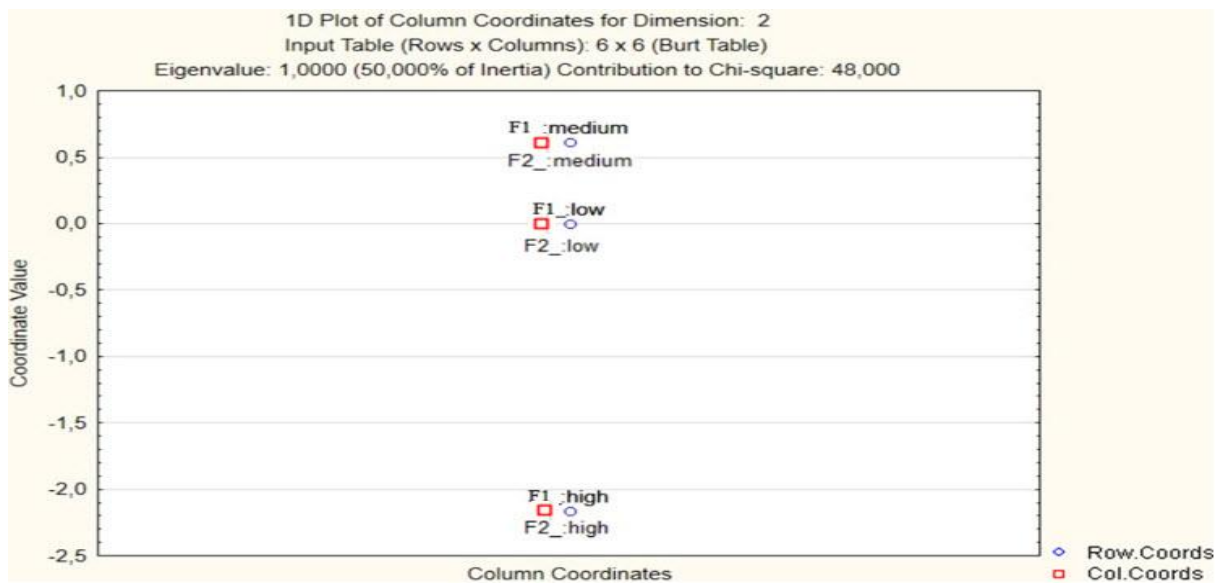 1D Plot of Column Coordinates for Dimension: 2
Input Table (Rows x Columns): 6 x 6 (Burt Table)
Eigenvalue: 1,0000 (50,000% of Inertia) Contribution to Chi-square: 48,000
1,0
0,5
0,0
-0,5
-1,0
-1,5
-2,0
-2,5
Coordinate Value
F1_:medium
F2_:medium
F1_:low
F2_:low
F1_:high
F2_:high
Column Coordinates
Row.Coords
Col.Coords